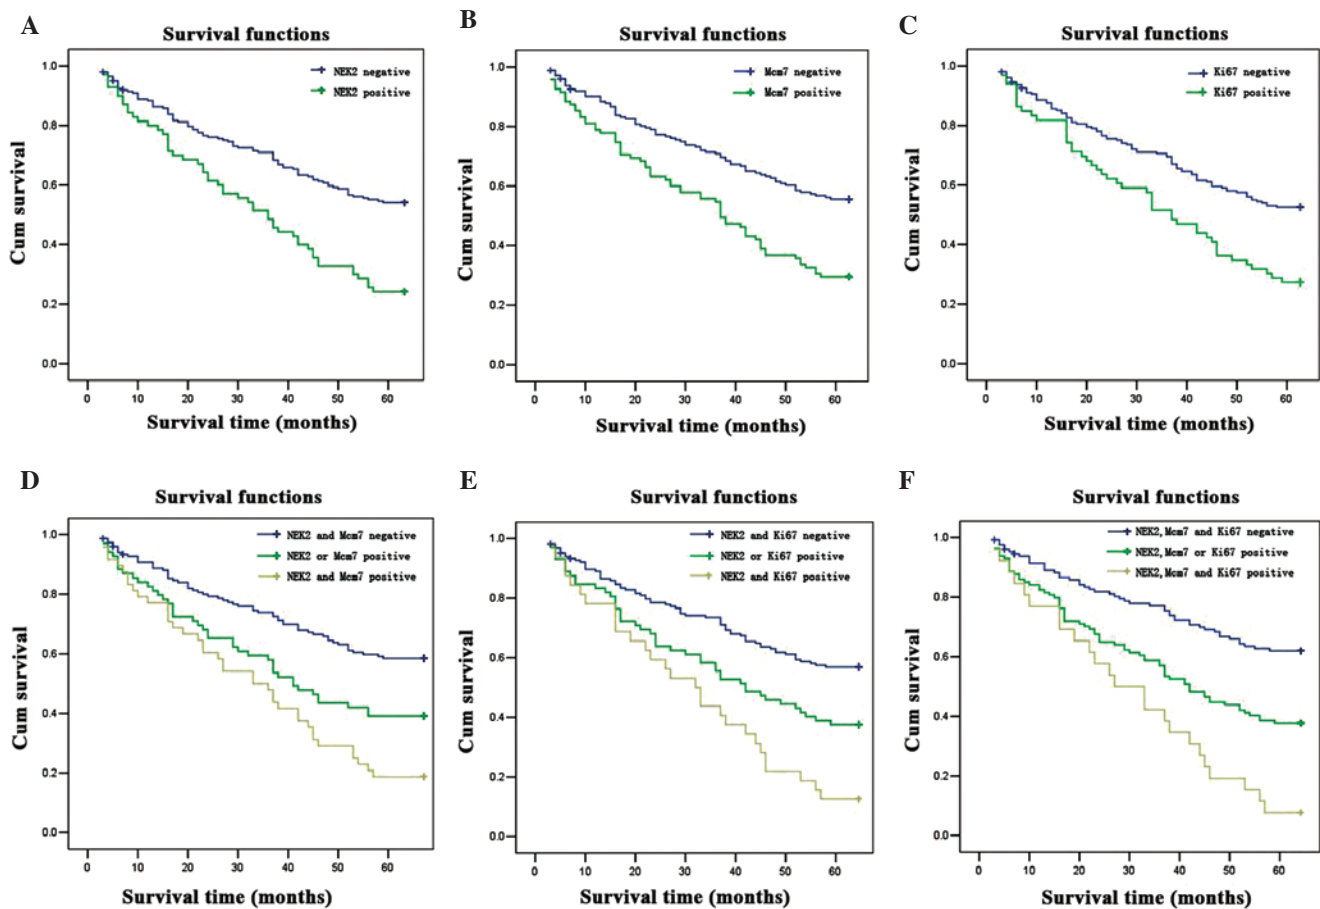 A
Survival functions
NEK2 negative
NEK2 positive
Cum survival
1.0
0.8
0.6
0.4
0.2
0.0
0 10 20 30 40 50 60
Survival time (months)
B
Survival functions
Mcm7 negative
Mcm7 positive
Cum survival
1.0
0.8
0.6
0.4
0.2
0.0
0 10 20 30 40 50 60
Survival time (months)
C
Survival functions
Ki67 negative
Ki67 positive
Cum survival
1.0
0.8
0.6
0.4
0.2
0.0
0 10 20 30 40 50 60
Survival time (months)
D
Survival functions
NEK2 and Mcm7 negative
NEK2 or Mcm7 positive
NEK2 and Mcm7 positive
Cum survival
1.0
0.8
0.6
0.4
0.2
0.0
0 10 20 30 40 50 60
Survival time (months)
E
Survival functions
NEK2 and Ki67 negative
NEK2 or Ki67 positive
NEK2 and Ki67 positive
Cum survival
1.0
0.8
0.6
0.4
0.2
0.0
0 10 20 30 40 50 60
Survival time (months)
F
Survival functions
NEK2,Mcm7 and Ki67 negative
NEK2,Mcm7 or Ki67 positive
NEK2,Mcm7 and Ki67 positive
Cum survival
1.0
0.8
0.6
0.4
0.2
0.0
0 10 20 30 40 50 60
Survival time (months)